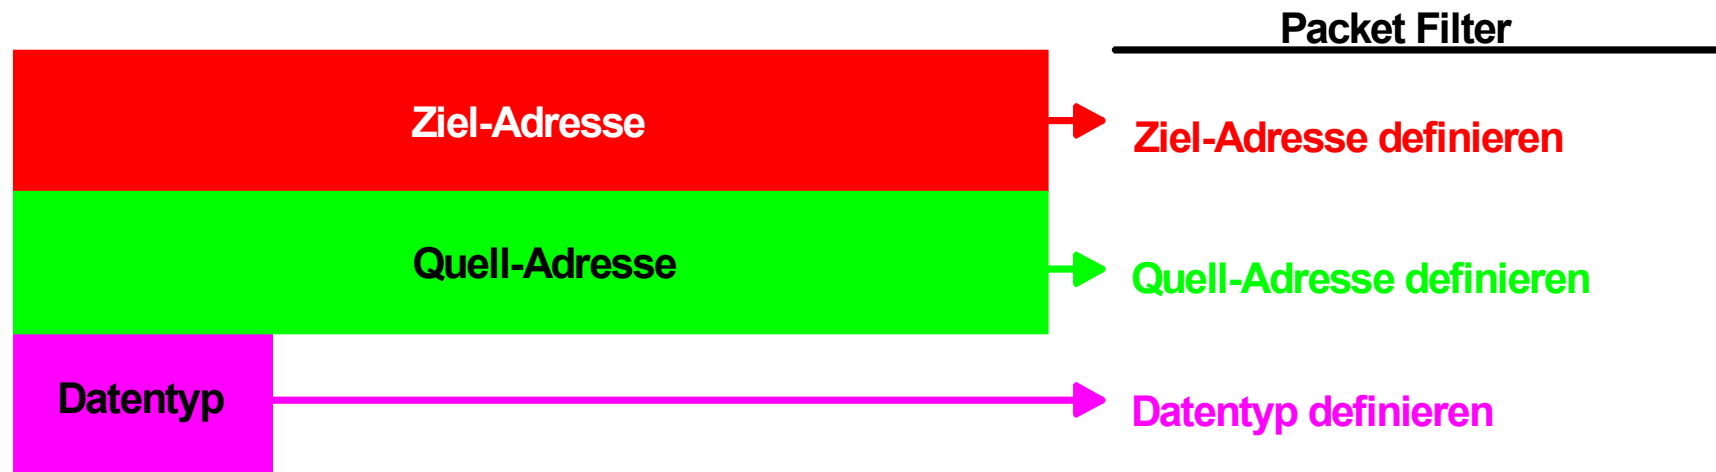 Packet Filter
Ziel-Adresse
Ziel-Adresse definieren
Quell-Adresse
Quell-Adresse definieren
Datentyp
Datentyp definieren